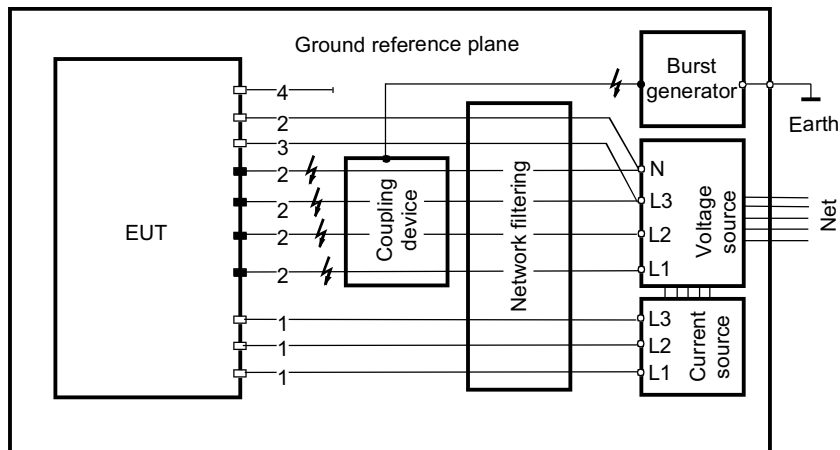 Ground reference plane
Burst
generator
Earth
4
2
3
2
2
2
2
1
1
1
EUT
Coupling
device
Network filtering
N
L3
L2
L1
Voltage
source
Net
L3
L2
L1
Current
source